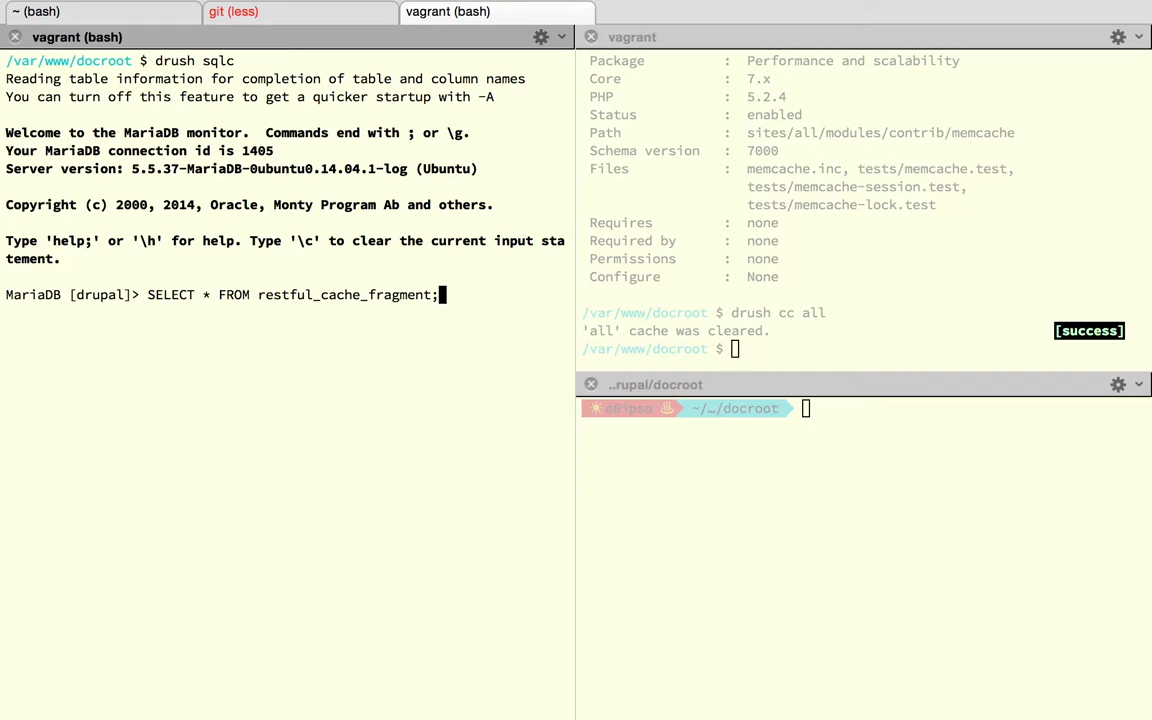 ~ (bash)
git (less)
vagrant (bash)
vagrant (bash)
/var/www/docroot $ drush sqlc
Reading table information for completion of table and column names
You can turn off this feature to get a quicker startup with -A
Welcome to the MariaDB monitor.  Commands end with ; or \g.
Your MariaDB connection id is 1405
Server version: 5.5.37-MariaDB-0ubuntu0.14.04.1-log (Ubuntu)
Copyright (c) 2000, 2014, Oracle, Monty Program Ab and others.
Type 'help;' or '\h' for help. Type '\c' to clear the current input sta
tement.
MariaDB [drupal]> SELECT * FROM restful_cache_fragment;
vagrant
Package : Performance and scalability
Core : 7.x
PHP : 5.2.4
Status : enabled
Path : sites/all/modules/contrib/memcache
Schema version : 7000
Files : memcache.inc, tests/memcache.test,
tests/memcache-session.test,
tests/memcache-lock.test
Requires : none
Required by : none
Permissions : none
Configure : None
/var/www/docroot $ drush cc all
'all' cache was cleared. [success]
/var/www/docroot $
..rupal/docroot
e0ipso ~/…/docroot